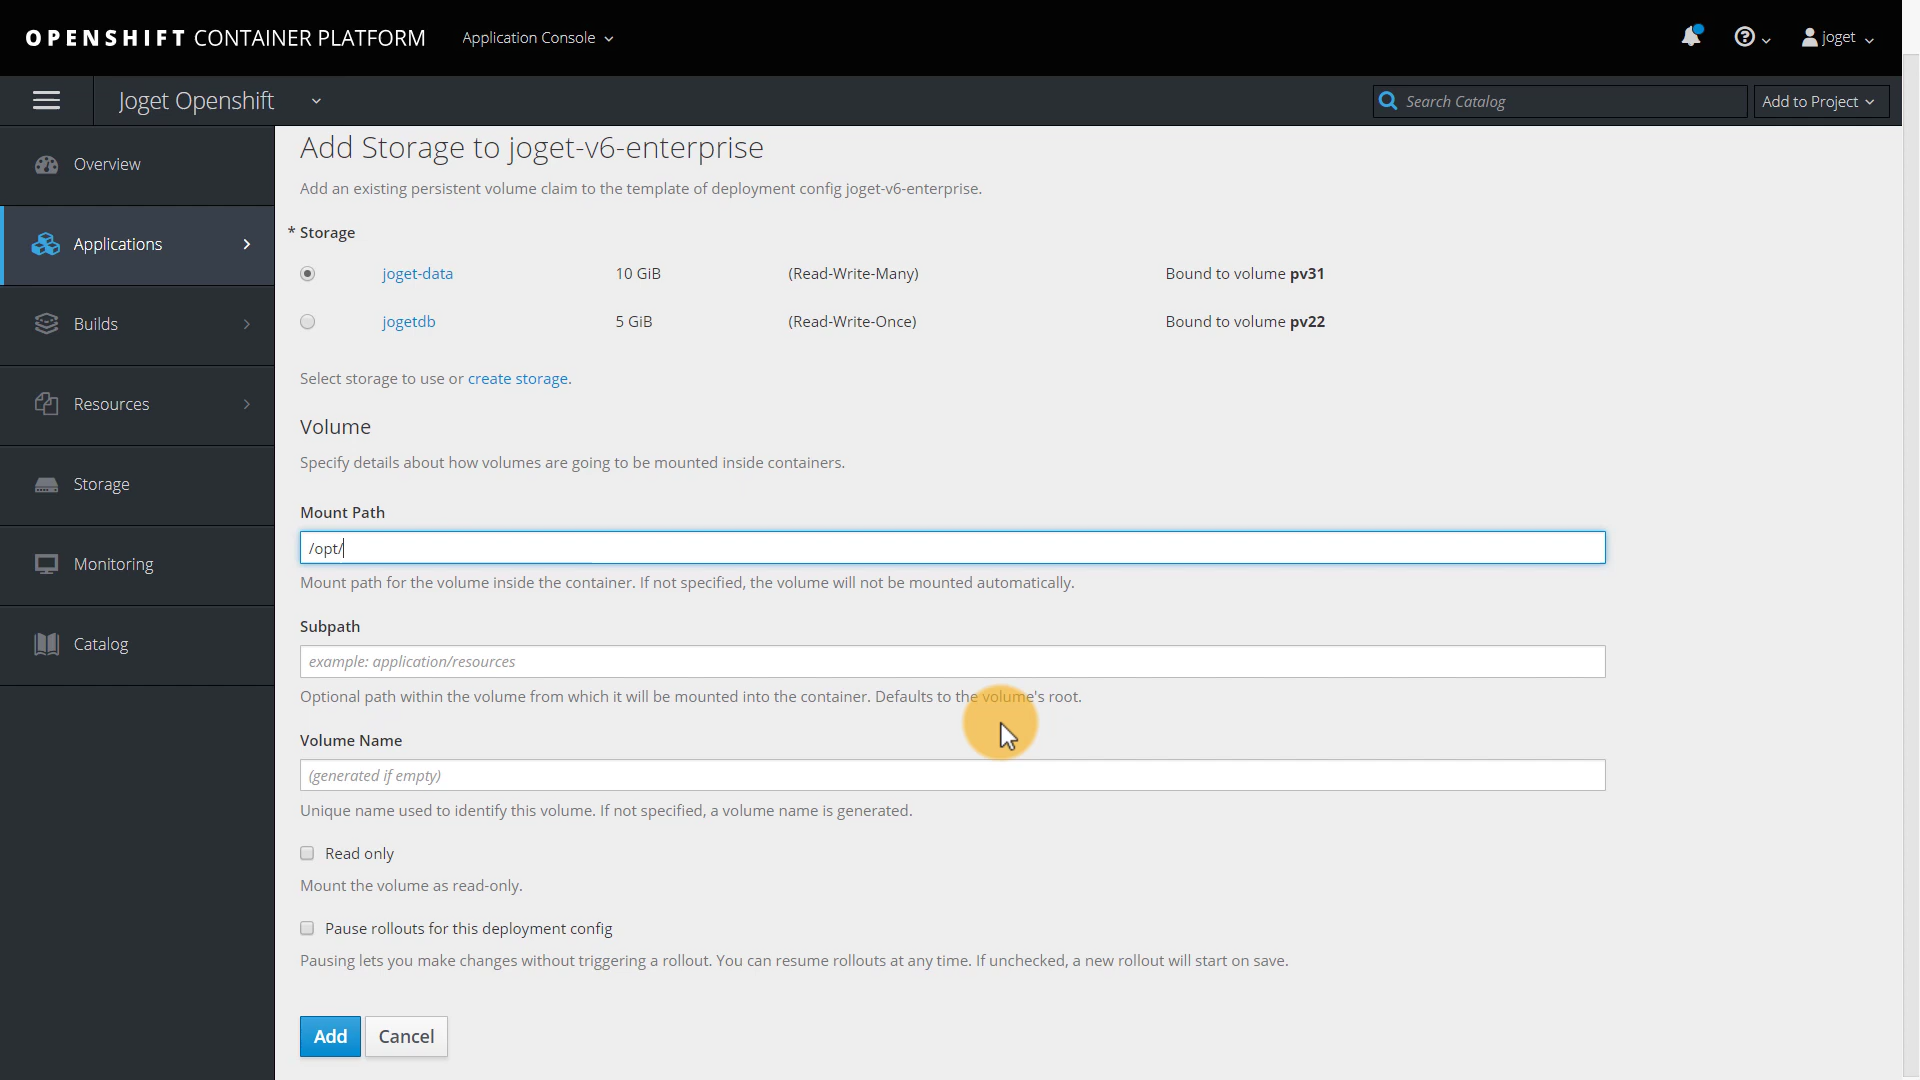 OPENSHIFT CONTAINER PLATFORM Application Console joget
Joget Openshift Search Catalog Add to Project
Overview
Applications
Builds
Resources
Storage
Monitoring
Catalog
Add Storage to joget-v6-enterprise
Add an existing persistent volume claim to the template of deployment config joget-v6-enterprise.
* Storage
joget-data 10 GiB (Read-Write-Many) Bound to volume pv31
jogetdb 5 GiB (Read-Write-Once) Bound to volume pv22
Select storage to use or create storage.
Volume
Specify details about how volumes are going to be mounted inside containers.
Mount Path
/opt/
Mount path for the volume inside the container. If not specified, the volume will not be mounted automatically.
Subpath
example: application/resources
Optional path within the volume from which it will be mounted into the container. Defaults to the volume's root.
Volume Name
(generated if empty)
Unique name used to identify this volume. If not specified, a volume name is generated.
Read only
Mount the volume as read-only.
Pause rollouts for this deployment config
Pausing lets you make changes without triggering a rollout. You can resume rollouts at any time. If unchecked, a new rollout will start on save.
Add Cancel